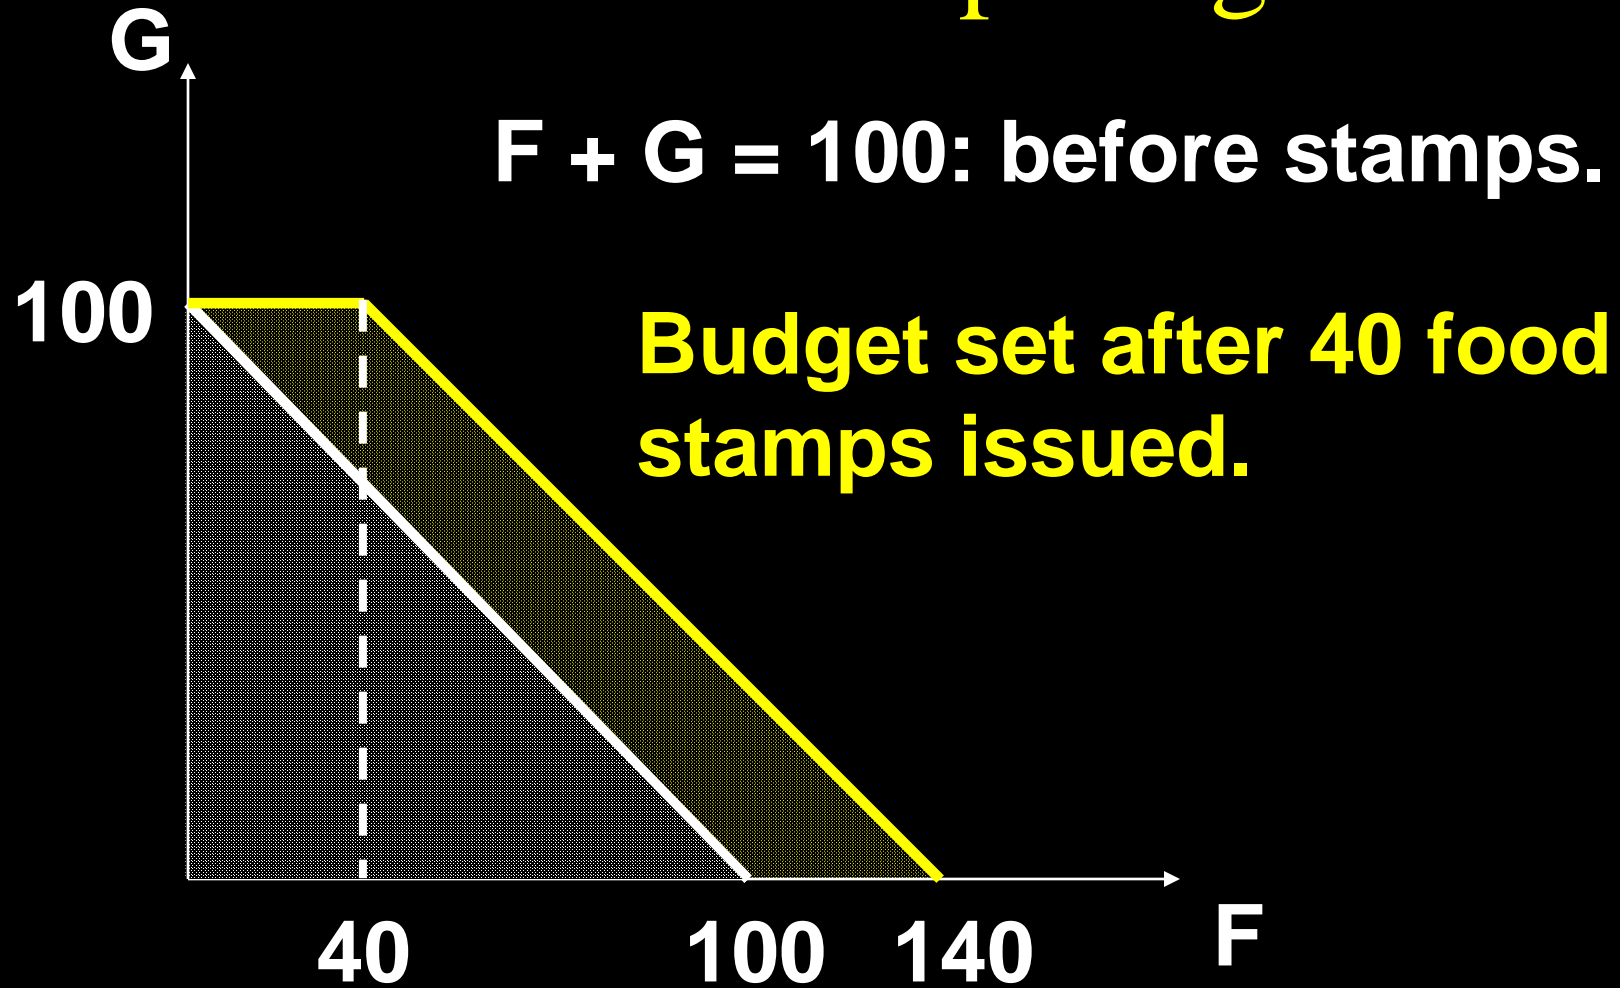 G
F + G = 100: before stamps.
100
Budget set after 40 food
stamps issued.
40 100 140 F